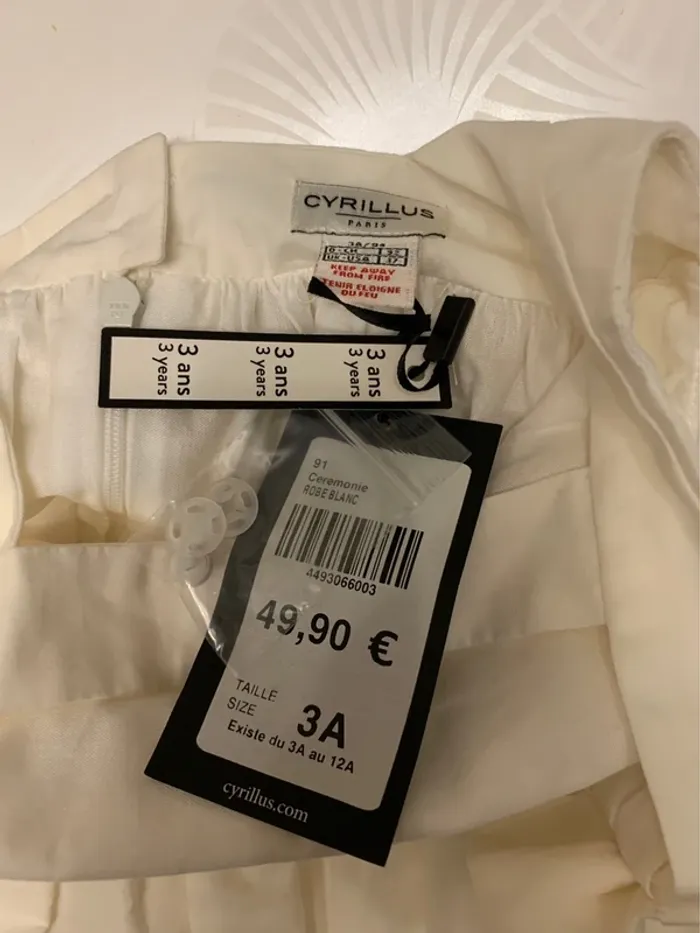 CYRILLUS
PARIS
3A/94
KEEP AWAY
FROM FIRE
TENIR ELOIGNE
DU FEU
3 ans
3 years
3 ans
3 years
3 ans
3 years
91
Ceremonie
ROBE BLANC
4493066003
49,90 €
TAILLE
SIZE
3A
Existe du 3A au 12A
cyrillus.com